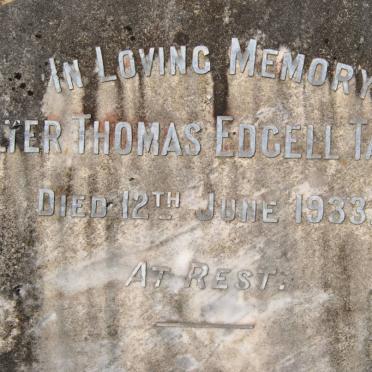 In Loving Memory
Thomas Edgell
Died 12th June 1933.
At Rest.